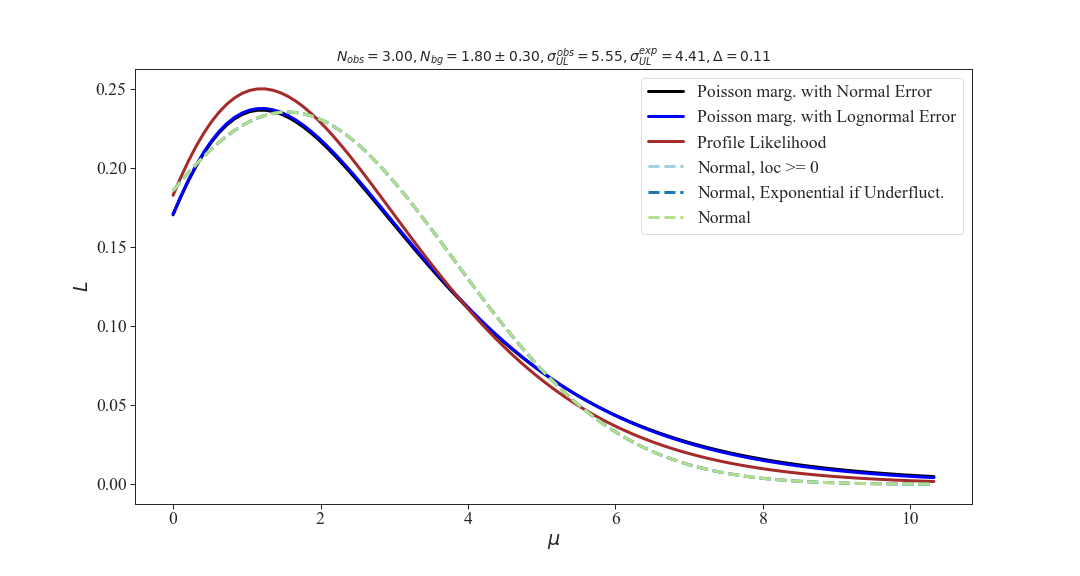 N_obs = 3.00, N_bg = 1.80 ± 0.30, σ_UL^obs = 5.55, σ_UL^exp = 4.41, Δ = 0.11
0.25
0.20
0.15
0.10
0.05
0.00
L
Poisson marg. with Normal Error
Poisson marg. with Lognormal Error
Profile Likelihood
Normal, loc >= 0
Normal, Exponential if Underfluct.
Normal
0 2 4 6 8 10
μ